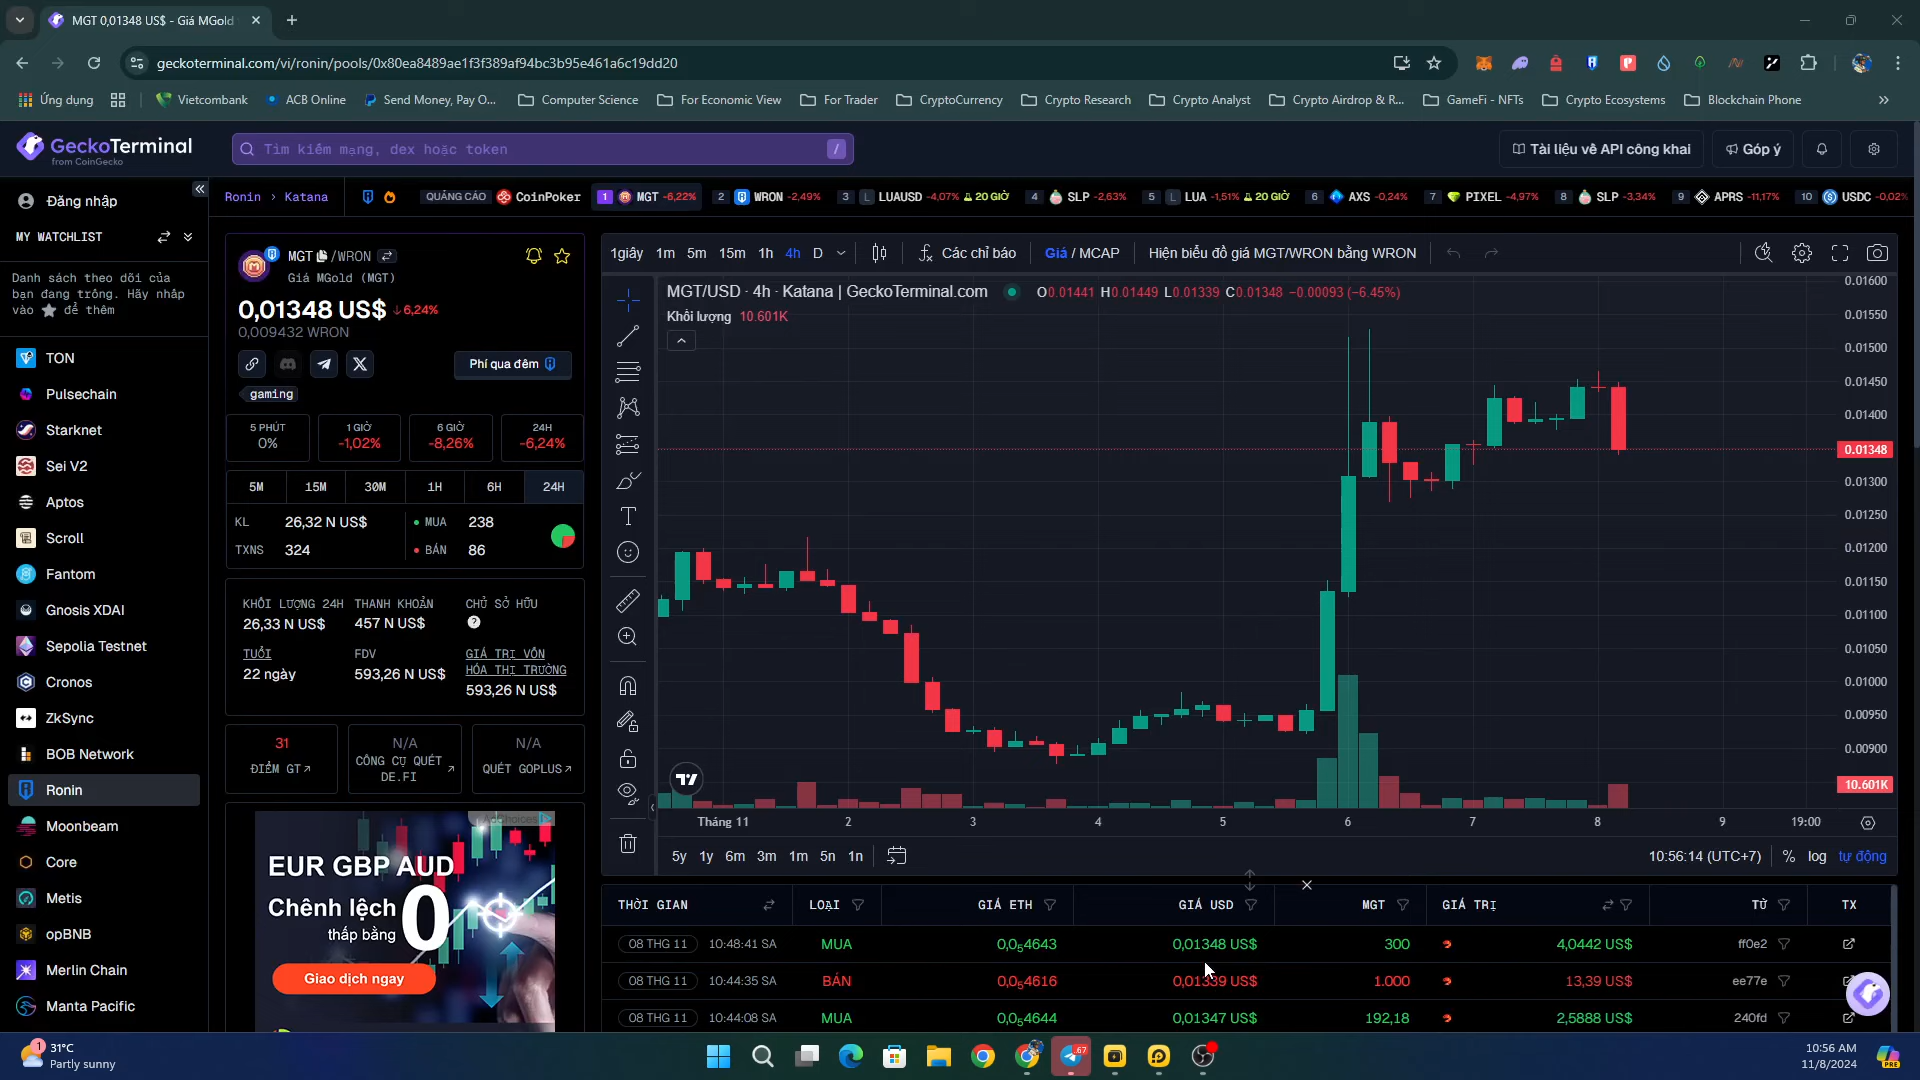 MGT 0,01348 US$ - Giá MGold
geckoterminal.com/vi/ronin/pools/0x80ea8489ae1f3f389af94bc3b95e461a6c19dd20
Ứng dụng
Vietcombank
ACB Online
Send Money, Pay O...
Computer Science
For Economic View
For Trader
CryptoCurrency
Crypto Research
Crypto Analyst
Crypto Airdrop & R...
GameFi - NFTs
Crypto Ecosystems
Blockchain Phone
GeckoTerminal
from CoinGecko
Tìm kiếm mạng, dex hoặc token
/
Tài liệu về API công khai
Góp ý
Đăng nhập
Ronin > Katana
QUẢNG CÁO CoinPoker
1 MGT -6,22%
2 WRON -2,49%
3 L LUAUSD -4,07% 20 GIỜ
4 SLP -2,63%
5 L LUA -1,51% 20 GIỜ
6 AXS -0,24%
7 PIXEL -4,97%
8 SLP -3,34%
9 APRS -11,17%
10 USDC -0,02%
MY WATCHLIST
Danh sách theo dõi của
bạn đang trống. Hãy nhấp
vào để thêm
TON
Pulsechain
Starknet
Sei V2
Aptos
Scroll
Fantom
Gnosis XDAI
Sepolia Testnet
Cronos
ZkSync
BOB Network
Ronin
Moonbeam
Core
Metis
opBNB
Merlin Chain
Manta Pacific
MGT /WRON
Giá MGold (MGT)
0,01348 US$ ↓6,24%
0,009432 WRON
Phí qua đêm
gaming
5 PHÚT
0%
1 GIỜ
-1,02%
6 GIỜ
-8,26%
24H
-6,24%
5M 15M 30M 1H 6H 24H
KL 26,32 N US$ MUA 238
TXNS 324 BÁN 86
KHỐI LƯỢNG 24H
26,33 N US$
THANH KHOẢN
457 N US$
CHỦ SỞ HỮU
?
TUỔI
22 ngày
FDV
593,26 N US$
GIÁ TRỊ VỐN
HÓA THỊ TRƯỜNG
593,26 N US$
31
ĐIỂM GT↗
N/A
CÔNG CỤ QUÉT
DE.FI ↗
N/A
QUÉT GOPLUS↗
AdChoices
EUR GBP AUD
Chênh lệch
thấp bằng
0
Giao dịch ngay
1giây 1m 5m 15m 1h 4h D
Các chỉ báo
Giá / MCAP
Hiện biểu đồ giá MGT/WRON bằng WRON
MGT/USD · 4h · Katana | GeckoTerminal.com
O0.01441 H0.01449 L0.01339 C0.01348 −0.00093 (−6.45%)
Khối lượng 10.601K
0.01600
0.01550
0.01500
0.01450
0.01400
0.01348
0.01300
0.01250
0.01200
0.01150
0.01100
0.01050
0.01000
0.00950
0.00900
10.601K
Tháng 11 2 3 4 5 6 7 8 9 19:00
5y 1y 6m 3m 1m 5n 1n
10:56:14 (UTC+7) % log tự động
THỜI GIAN LOẠI GIÁ ETH GIÁ USD MGT GIÁ TRỊ TỪ TX
08 THG 11 10:48:41 SA MUA 0,0₅4643 0,01348 US$ 300 4,0442 US$ ff0e2
08 THG 11 10:44:35 SA BÁN 0,0₅4616 0,01339 US$ 1.000 13,39 US$ ee77e
08 THG 11 10:44:08 SA MUA 0,0₅4644 0,01347 US$ 192,18 2,5888 US$ 240fd
1
31°C
Partly sunny
67
PRE
10:56 AM
11/8/2024